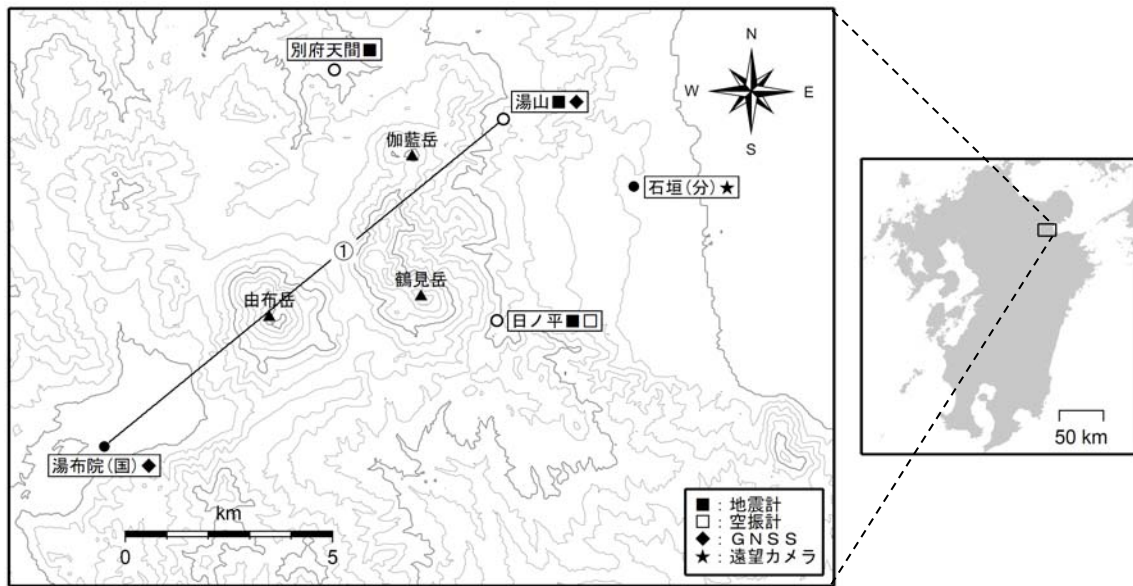 別府天間■
湯山■◆
伽藍岳
石垣(分)★
①
鶴見岳
由布岳
日ノ平■□
湯布院(国)◆
km
0 5
N
W E
S
■:地震計
□:空振計
◆:GNSS
★:遠望カメラ
50 km